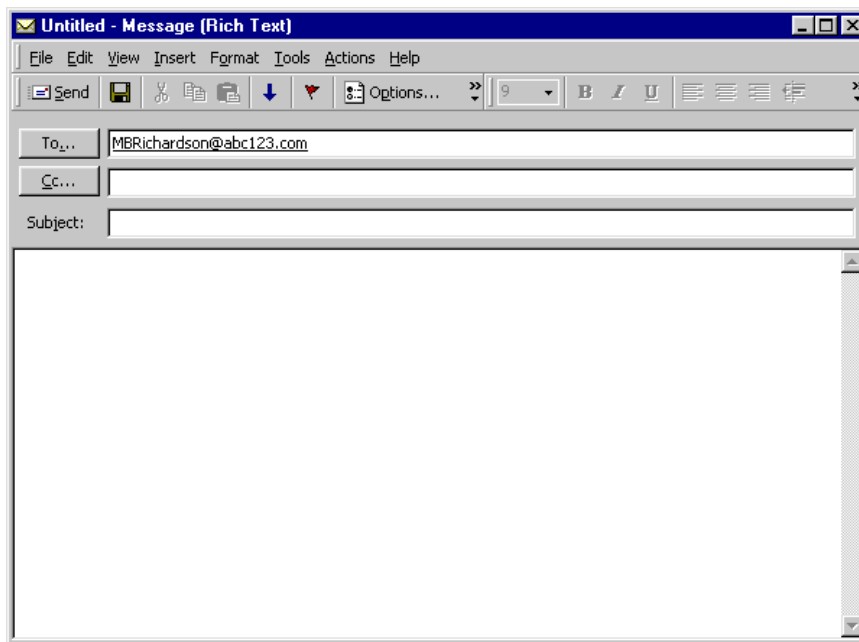 Untitled - Message (Rich Text)
File Edit View Insert Format Tools Actions Help
Send Options... 9 B I U
To... MBRichardson@abc123.com
Cc...
Subject: